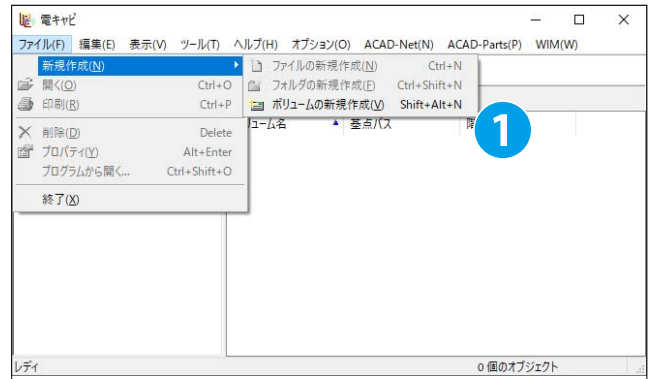 電キャビ
ファイル(F) 編集(E) 表示(V) ツール(T) ヘルプ(H) オプション(O) ACAD-Net(N) ACAD-Parts(P) WIM(W)
新規作成(N)
ファイルの新規作成(N) Ctrl+N
開く(O) Ctrl+O
フォルダの新規作成(F) Ctrl+Shift+N
印刷(R) Ctrl+P
ボリュームの新規作成(V) Shift+Alt+N
1
ューム名 基点パス
削除(D) Delete
プロパティ(Y) Alt+Enter
プログラムから開く... Ctrl+Shift+O
終了(X)
レディ 0 個のオブジェクト